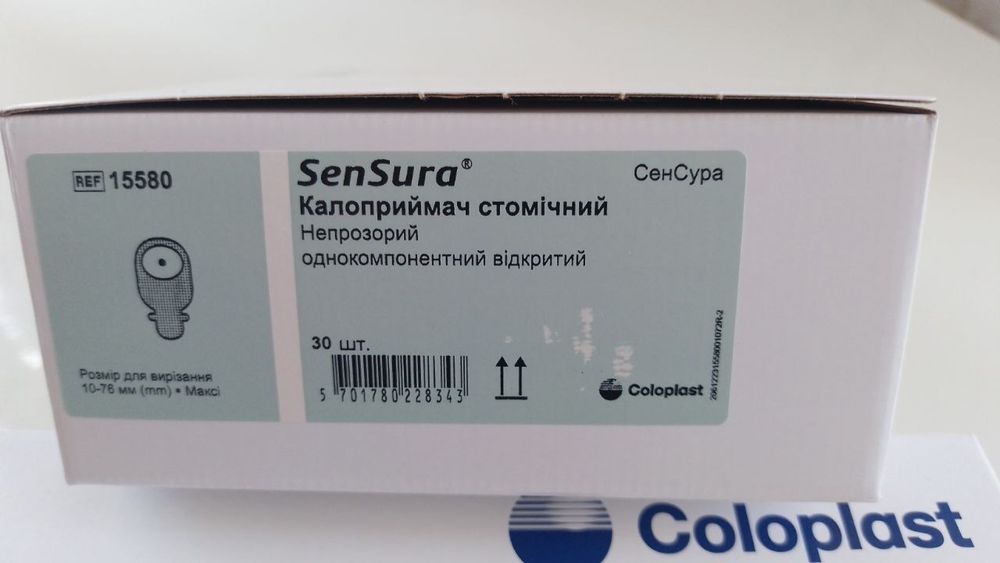 REF 15580
Розмір для вирізання
10-76 мм (mm) • Максі
SenSura®
СенСура
Калоприймач стомічний
Непрозорий
однокомпонентний відкритий
30 шт.
5 701780 228343
Coloplast
Coloplast